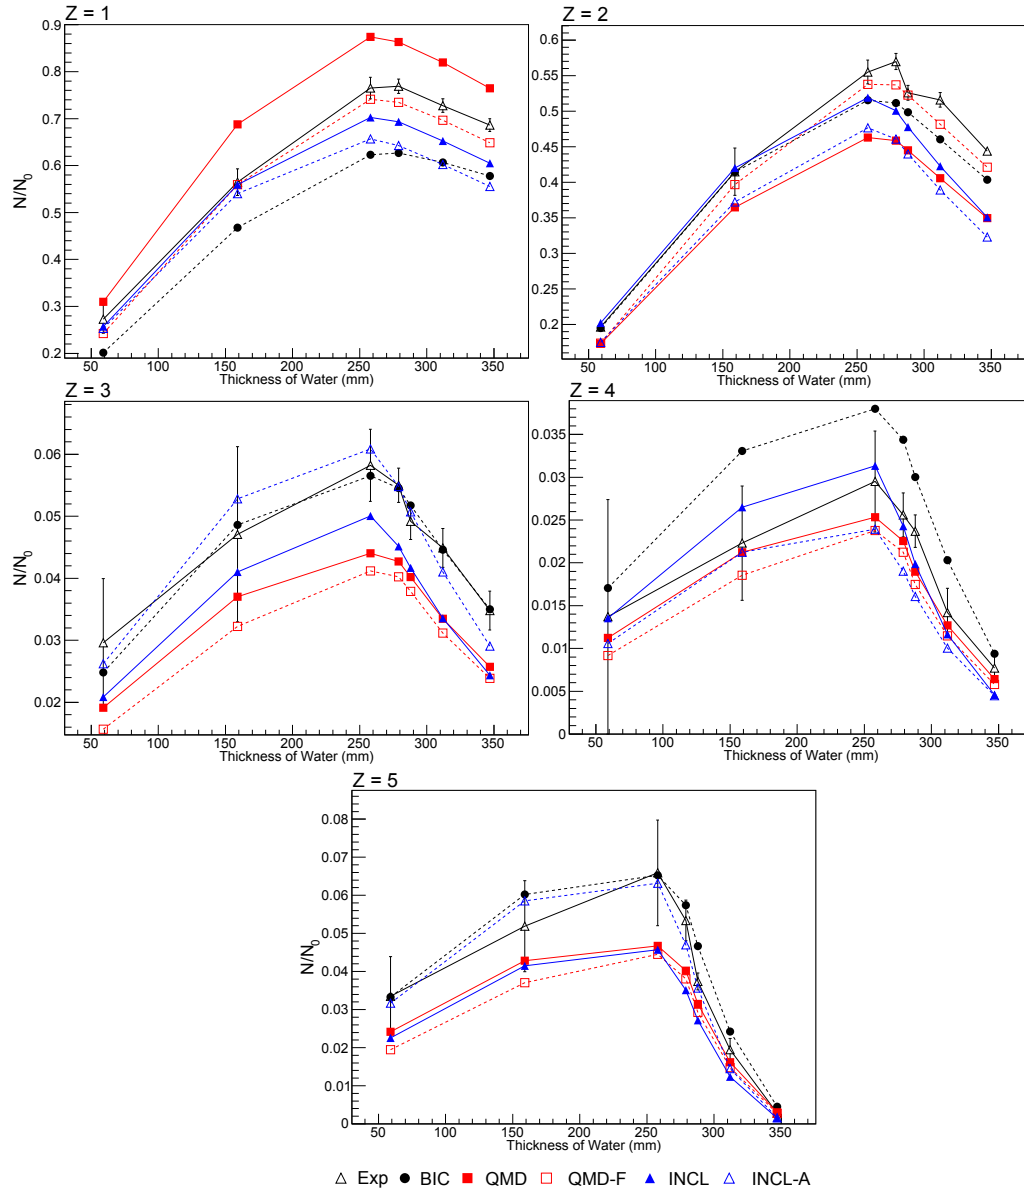 Z = 1
0.9
0.8
0.7
0.6
0.5
0.4
0.3
0.2
N/N0
50 100 150 200 250 300 350
Thickness of Water (mm)
Z = 2
0.6
0.55
0.5
0.45
0.4
0.35
0.3
0.25
0.2
50 100 150 200 250 300 350
Thickness of Water (mm)
Z = 3
0.06
0.05
0.04
0.03
0.02
N/N0
50 100 150 200 250 300 350
Thickness of Water (mm)
Z = 4
0.035
0.03
0.025
0.02
0.015
0.01
0.005
0
50 100 150 200 250 300 350
Thickness of Water (mm)
Z = 5
0.08
0.07
0.06
0.05
0.04
0.03
0.02
0.01
0
N/N0
50 100 150 200 250 300 350
Thickness of Water (mm)
Exp BIC QMD QMD-F INCL INCL-A